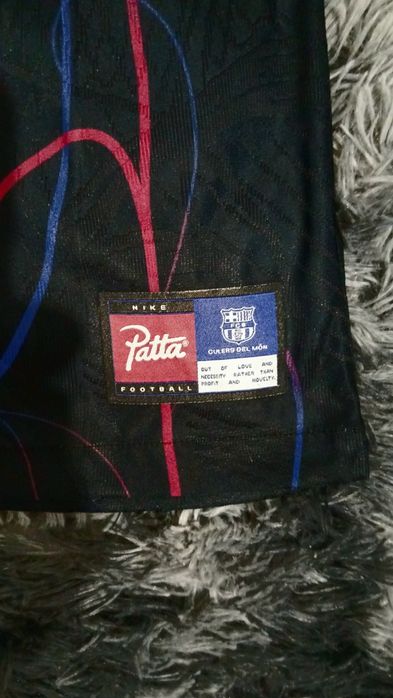 NIKE
Patta
FOOTBALL
FCB
CULERS DEL MÓN
OUT OF LOVE AND
NECESSITY RATHER THAN
PROFIT AND NOVELTY.